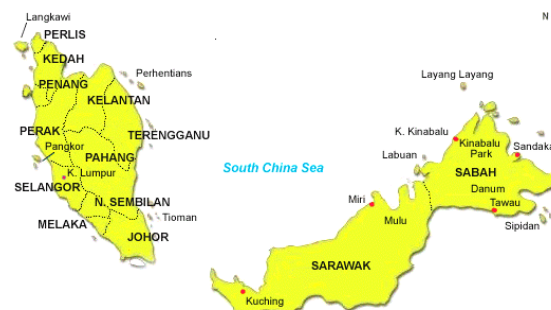 Langkawi
N
PERLIS
KEDAH
PENANG
Perhentians
KELANTAN
Layang Layang
PERAK
TERENGGANU
K. Kinabalu
Kinabalu
Park
Sandaka
Pangkor
PAHANG
Labuan
K. Lumpur
South China Sea
SABAH
SELANGOR
Danum
N. SEMBILAN
Miri
Tawau
MELAKA
Tioman
Mulu
Sipidan
JOHOR
SARAWAK
Kuching